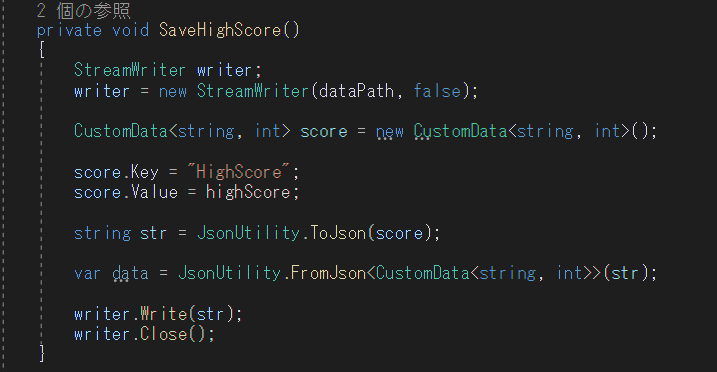 2 個の参照
private void SaveHighScore()
{
StreamWriter writer;
writer = new StreamWriter(dataPath, false);
CustomData<string, int> score = new CustomData<string, int>();
score.Key = "HighScore";
score.Value = highScore;
string str = JsonUtility.ToJson(score);
var data = JsonUtility.FromJson<CustomData<string, int>>(str);
writer.Write(str);
writer.Close();
}